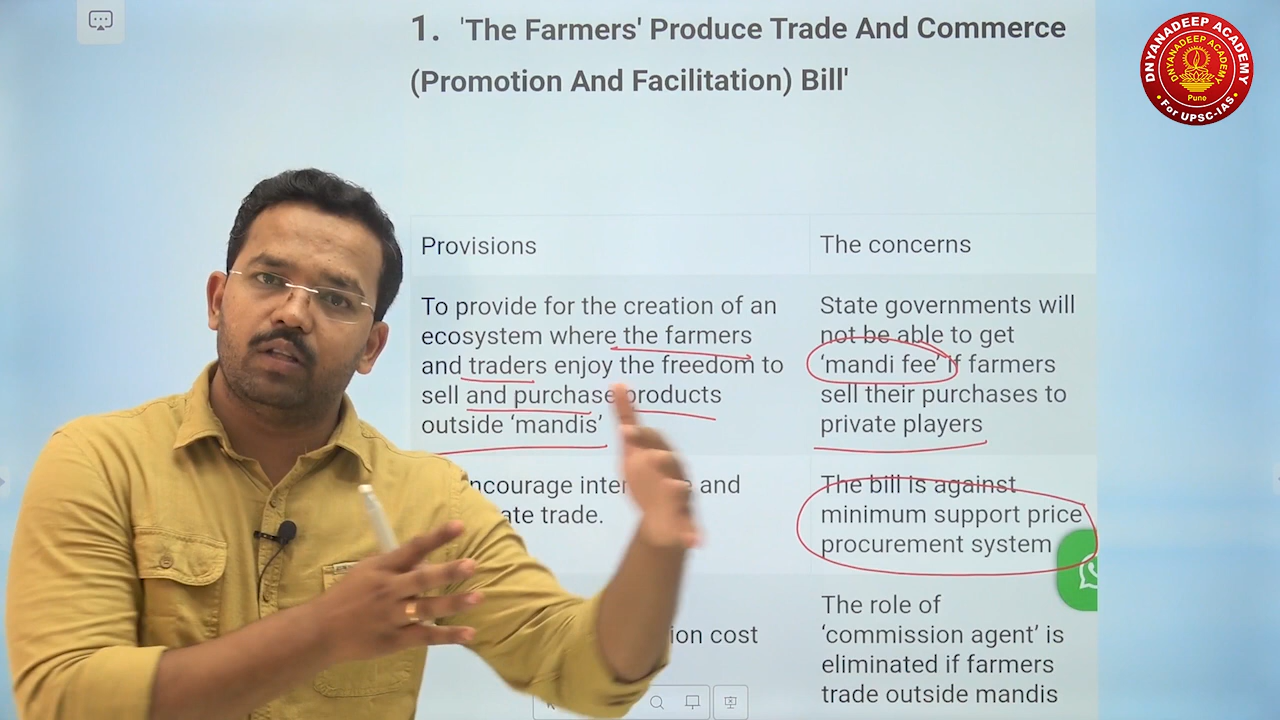 1. 'The Farmers' Produce Trade And Commerce
(Promotion And Facilitation) Bill'
DNYANADEEP ACADEMY
DNYANADEEP ACADEMY
Pune
• For UPSC-IAS •
Provisions
To provide for the creation of an
ecosystem where the farmers
and traders enjoy the freedom to
sell and purchase products
outside ‘mandis’
and
trade.
cost
The concerns
State governments will
not be able to get
‘mandi fee’ if farmers
sell their purchases to
private players
The bill is against
minimum support price
procurement system
The role of
‘commission agent’ is
eliminated if farmers
trade outside mandis